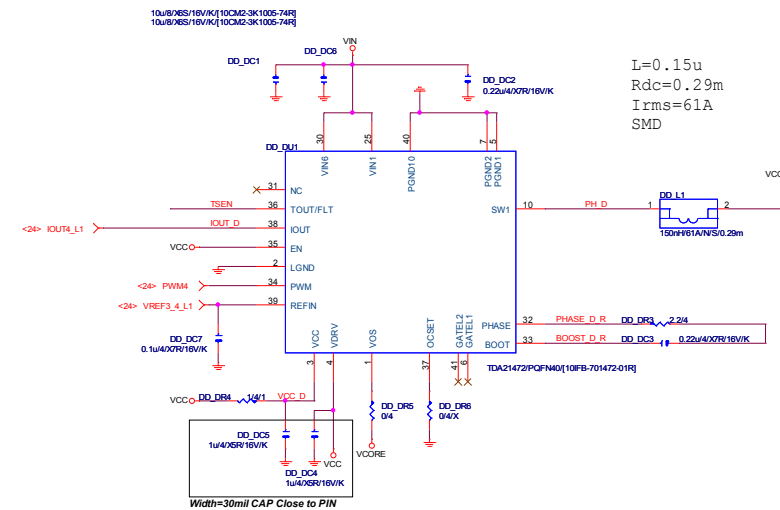 10u/8/X6S/16V/K/[10CM2-3K1005-74R]
10u/8/X6S/16V/K/[10CM2-3K1005-74R]
VIN
DD_DC6
DD_DC1
DD_DC2
0.22u/4/X7R/16V/K
L=0.15u
Rdc=0.29m
Irms=61A
SMD
30
25
40
7
5
DD_DU1
VIN6
VIN1
PGND10
PGND2
PGND1
VCC
31
NC
TSEN
36
TOUT/FLT
SW1
10
PH_D
1
DD_L1
2
150nH/61A/N/S/0.29m
<24> IOUT4_L1
IOUT_D
38
IOUT
VCC
35
EN
2
LGND
<24> PWM4
34
PWM
<24> VREF3_4_L1
39
REFIN
PHASE
32
PHASE_D_R
DD_DR3
2.2/4
BOOT
33
BOOST_D_R
DD_DC3
0.22u/4/X7R/16V/K
DD_DC7
0.1u/4/X7R/16V/K
VCC
VDRV
VOS
OCSET
GATEL2
GATEL1
3
4
1
37
41
6
TDA21472/PQFN40/[10IFB-701472-01R]
VCC
DD_DR4
1/4/1
VCC_D
DD_DR5
0/4
DD_DR6
0/4/X
DD_DC5
1u/4/X5R/16V/K
VCC
VCORE
DD_DC4
1u/4/X5R/16V/K
Width=30mil CAP Close to PIN